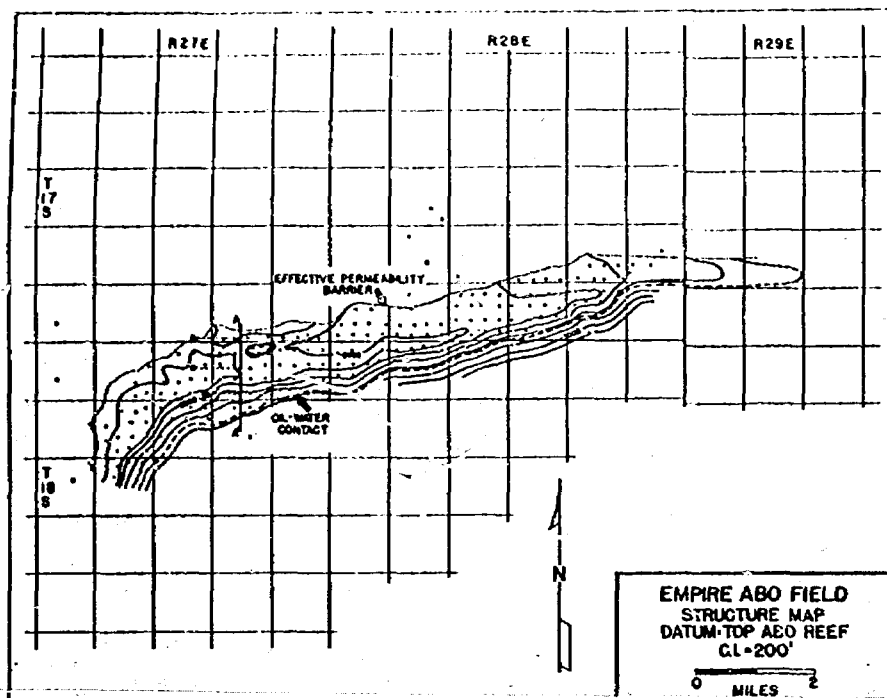 R27E
R28E
R29E
T
17
S
EFFECTIVE PERMEABILITY
BARRIER
A
A'
OIL-WATER
CONTACT
T
18
S
N
EMPIRE ABO FIELD
STRUCTURE MAP
DATUM-TOP ABO REEF
C.I.=200'
0 2
MILES